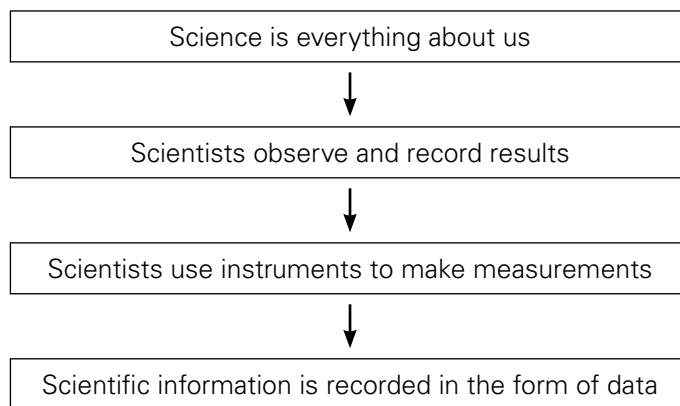 Science is everything about us
Scientists observe and record results
Scientists use instruments to make measurements
Scientific information is recorded in the form of data